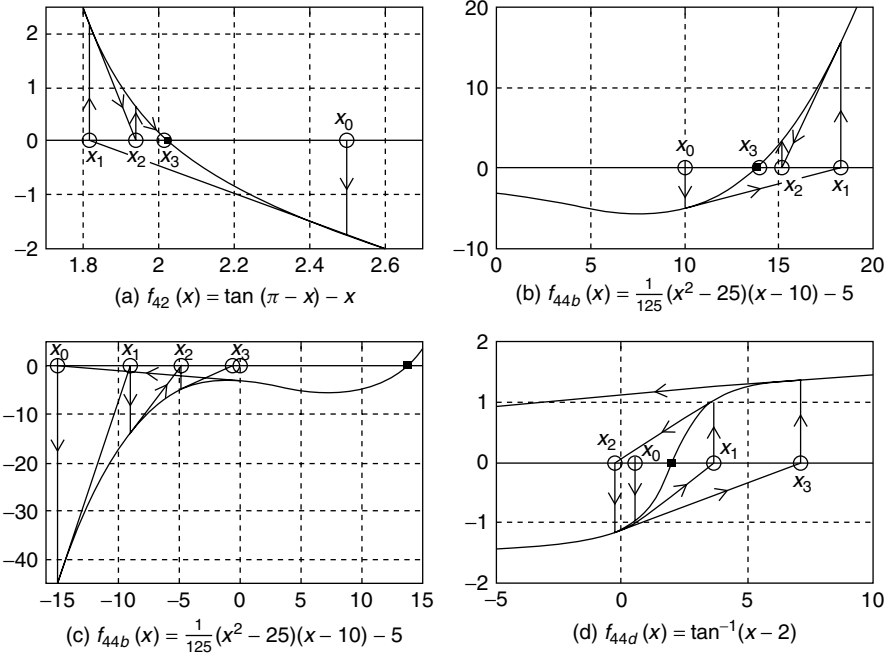 2
1
0
−1
−2
1.8 2 2.2 2.4 2.6
x₀
x₁ x₂ x₃
(a) f₄₂ (x) = tan (π − x) − x
20
10
0
−10
0 5 10 15 20
x₀ x₃
x₂ x₁
(b) f₄₄b (x) = 1/125 (x² − 25)(x − 10) − 5
0
−10
−20
−30
−40
−15 −10 −5 0 5 10 15
x₀ x₁ x₂ x₃
(c) f₄₄b (x) = 1/125 (x² − 25)(x − 10) − 5
2
1
0
−1
−2
−5 0 5 10
x₂ x₀ x₁
x₃
(d) f₄₄d (x) = tan⁻¹(x − 2)